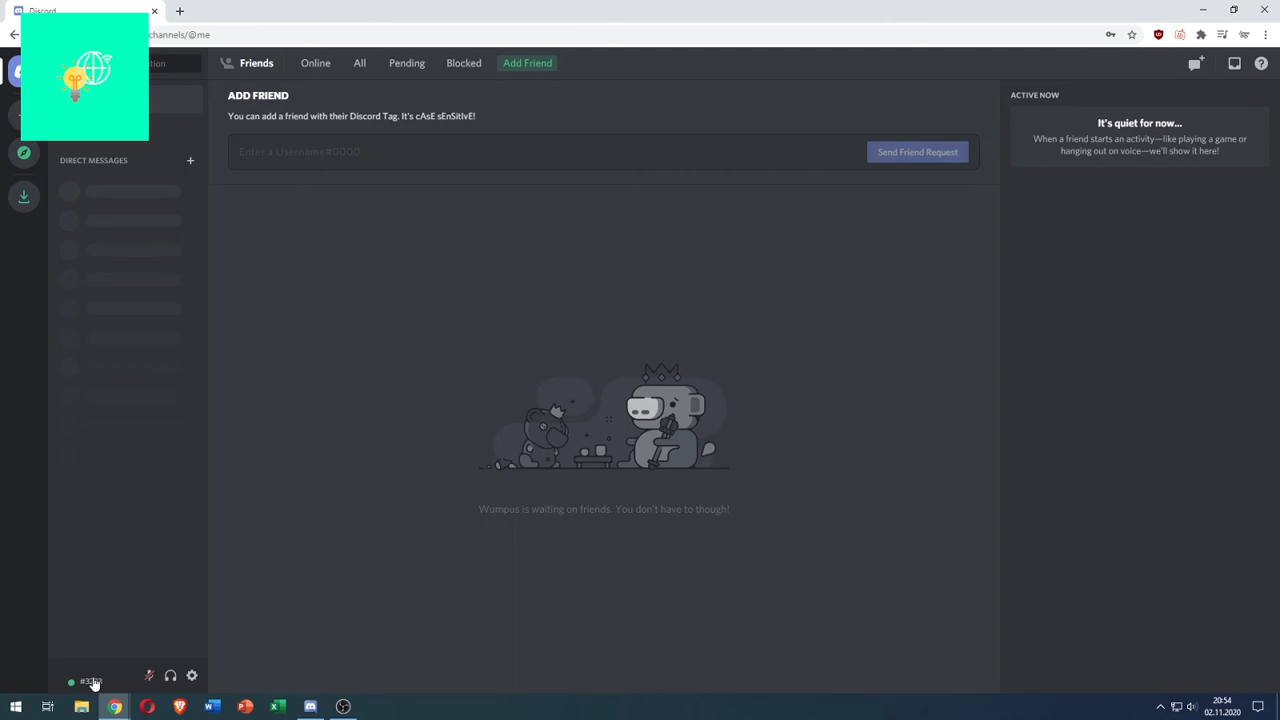 Discord
channels/@me
Friends
Online
All
Pending
Blocked
Add Friend
ADD FRIEND
You can add a friend with their Discord Tag. It's cAsE sEnSitIvE!
Enter a Username#0000
Send Friend Request
ACTIVE NOW
It's quiet for now...
When a friend starts an activity—like playing a game or
hanging out on voice—we'll show it here!
DIRECT MESSAGES
Wumpus is waiting on friends. You don't have to though!
20:54
02.11.2020